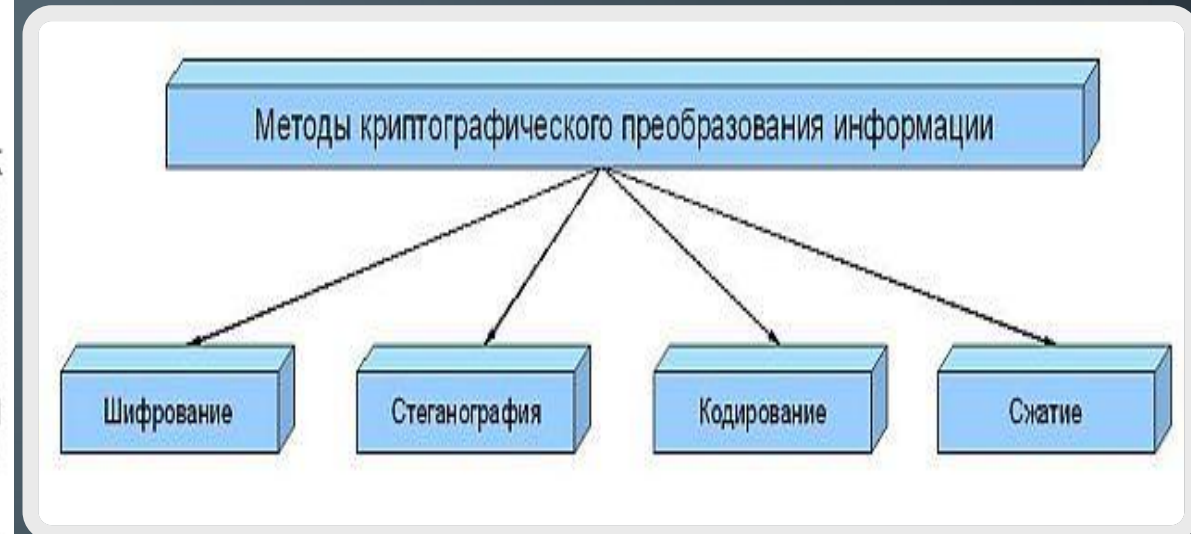 Методы криптографического преобразования информации
Шифрование
Стеганография
Кодирование
Сжатие